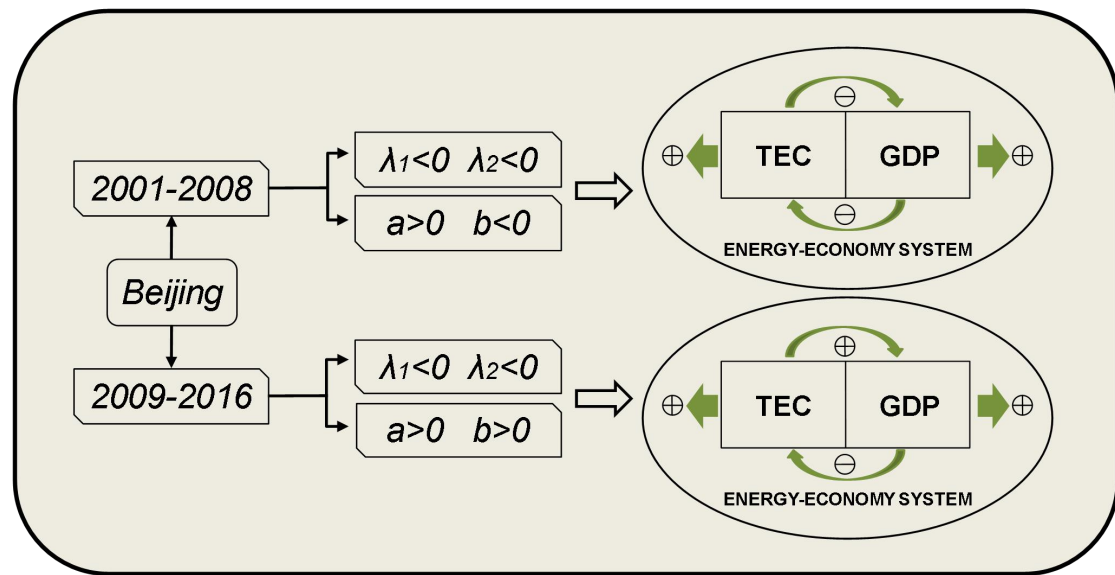 Beijing
2001-2008
λ1<0 λ2<0
a>0 b<0
⊖
⊕ TEC GDP ⊕
⊖
ENERGY-ECONOMY SYSTEM
2009-2016
λ1<0 λ2<0
a>0 b>0
⊕
⊕ TEC GDP ⊕
⊖
ENERGY-ECONOMY SYSTEM